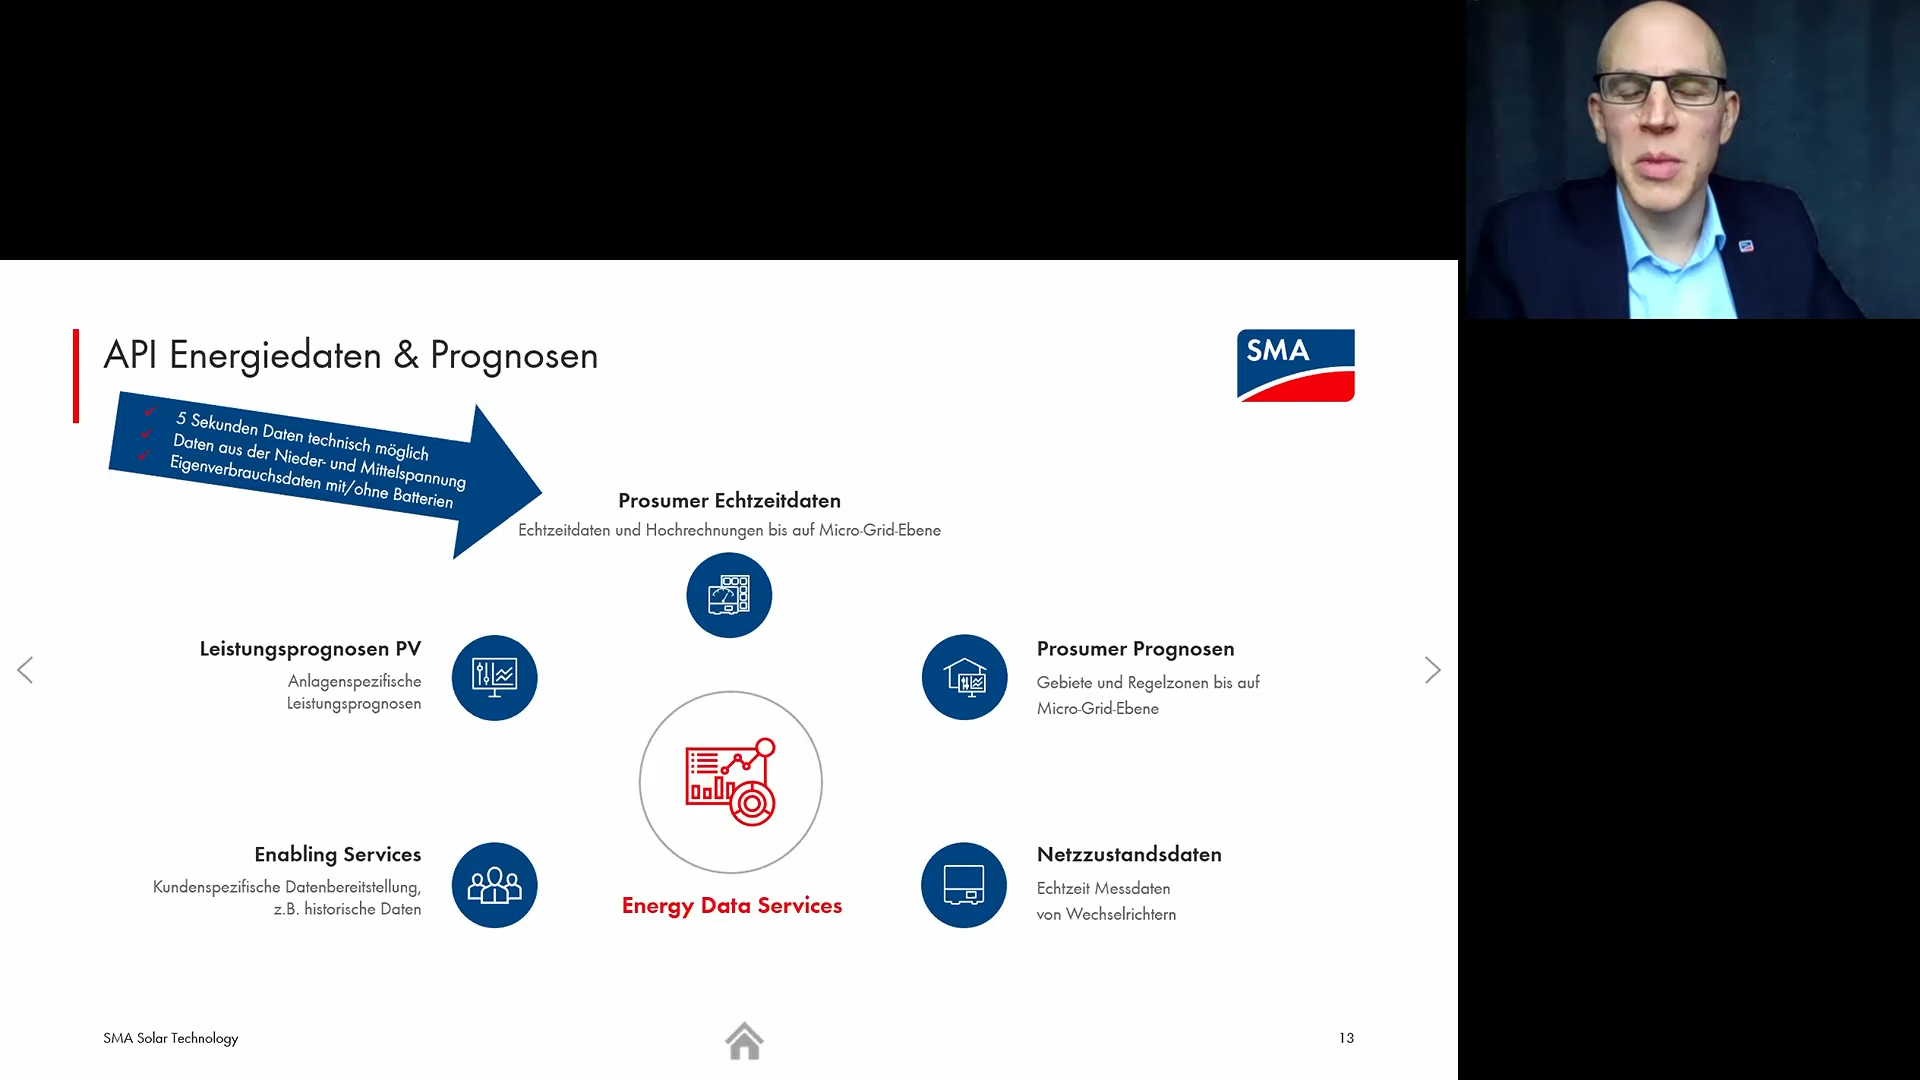 API Energiedaten & Prognosen
SMA
5 Sekunden Daten technisch möglich
Daten aus der Nieder- und Mittelspannung
Eigenverbrauchsdaten mit/ohne Batterien
Prosumer Echtzeitdaten
Echtzeitdaten und Hochrechnungen bis auf Micro-Grid-Ebene
Leistungsprognosen PV
Anlagenspezifische
Leistungsprognosen
Prosumer Prognosen
Gebiete und Regelzonen bis auf
Micro-Grid-Ebene
Enabling Services
Kundenspezifische Datenbereitstellung,
z.B. historische Daten
Energy Data Services
Netzzustandsdaten
Echtzeit Messdaten
von Wechselrichtern
SMA Solar Technology
13